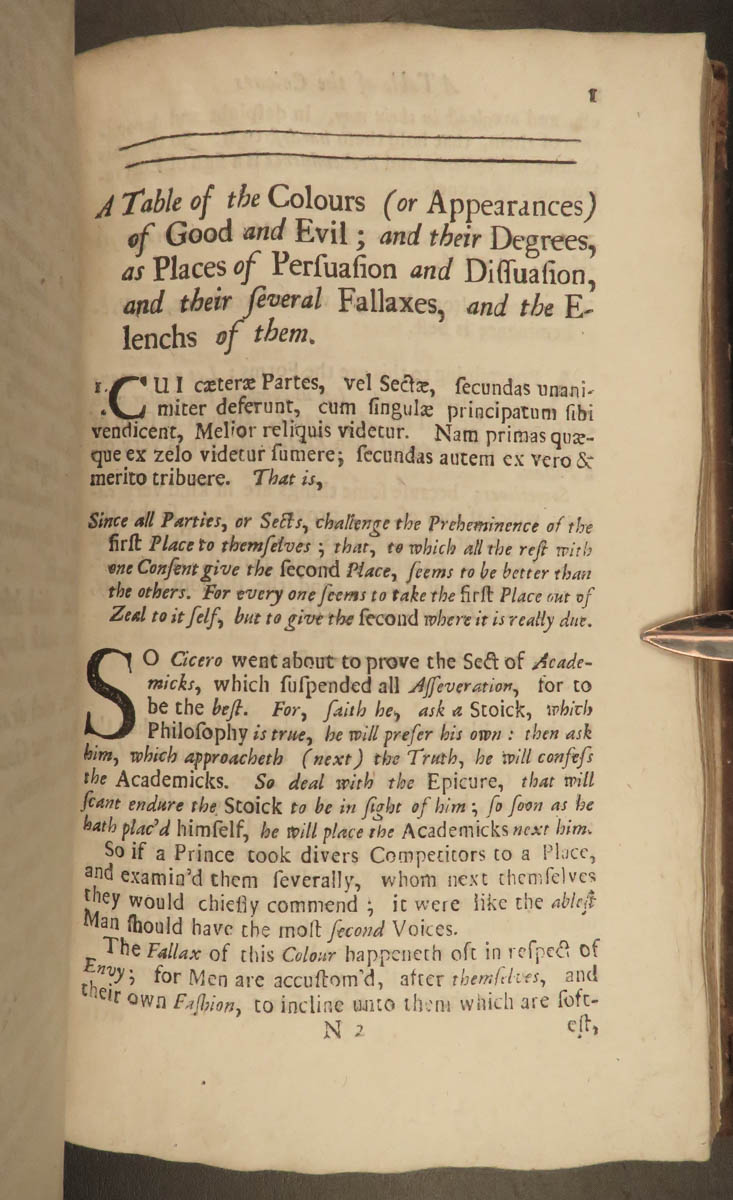 1
A Table of the Colours (or Appearances)
of Good and Evil; and their Degrees,
as Places of Perſuaſion and Diſſuaſion,
and their ſeveral Fallaxes, and the E-
lenchs of them.
1. CUI cæteræ Partes, vel Sectæ, ſecundas unani-
miter deferunt, cum ſingulæ principatum ſibi
vendicent, Melior reliquis videtur. Nam primas quæ-
que ex zelo videtur ſumere; ſecundas autem ex vero &
merito tribuere. That is,
Since all Parties, or Sects, challenge the Preheminence of the
firſt Place to themſelves; that, to which all the reſt with
one Conſent give the ſecond Place, ſeems to be better than
the others. For every one ſeems to take the firſt Place out of
Zeal to it ſelf, but to give the ſecond where it is really due.
SO Cicero went about to prove the Sect of Acade-
micks, which ſuſpended all Aſſeveration, for to
be the beſt. For, ſaith he, ask a Stoick, which
Philoſophy is true, he will prefer his own: then ask
him, which approacheth (next) the Truth, he will confeſs
the Academicks. So deal with the Epicure, that will
ſcant endure the Stoick to be in ſight of him; ſo ſoon as he
hath plac'd himſelf, he will place the Academicks next him.
So if a Prince took divers Competitors to a Place,
and examin'd them ſeverally, whom next themſelves
they would chiefly commend; it were like the ableſt
Man ſhould have the moſt ſecond Voices.
The Fallax of this Colour happeneth oft in reſpect of
Envy; for Men are accuſtom'd, after themſelves, and
their own Faſhion, to incline unto them which are ſoft-
N 2 eſt,